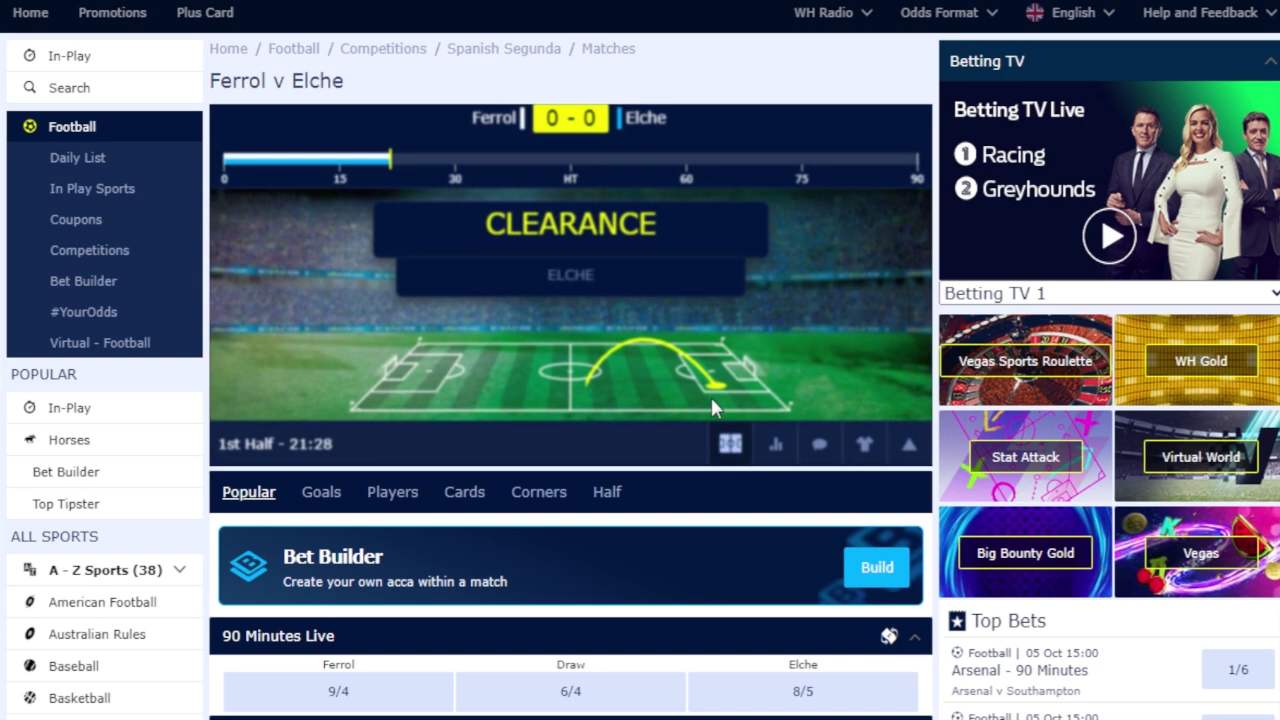 Home Promotions Plus Card WH Radio Odds Format English Help and Feedback
In-Play
Search
Football
Daily List
In Play Sports
Coupons
Competitions
Bet Builder
#YourOdds
Virtual - Football
POPULAR
In-Play
Horses
Bet Builder
Top Tipster
ALL SPORTS
A - Z Sports (38)
American Football
Australian Rules
Baseball
Basketball
Home / Football / Competitions / Spanish Segunda / Matches
Ferrol v Elche
Ferrol 0 - 0 Elche
0 15 30 HT 60 75 90
CLEARANCE
ELCHE
1st Half - 21:28
Popular Goals Players Cards Corners Half
Bet Builder
Create your own acca within a match
Build
90 Minutes Live
Ferrol Draw Elche
9/4 6/4 8/5
Betting TV
Betting TV Live
1 Racing
2 Greyhounds
Betting TV 1
Vegas Sports Roulette WH Gold
Stat Attack Virtual World
Big Bounty Gold Vegas
Top Bets
Football | 05 Oct 15:00
Arsenal - 90 Minutes 1/6
Arsenal v Southampton
Football | 05 Oct 15:00